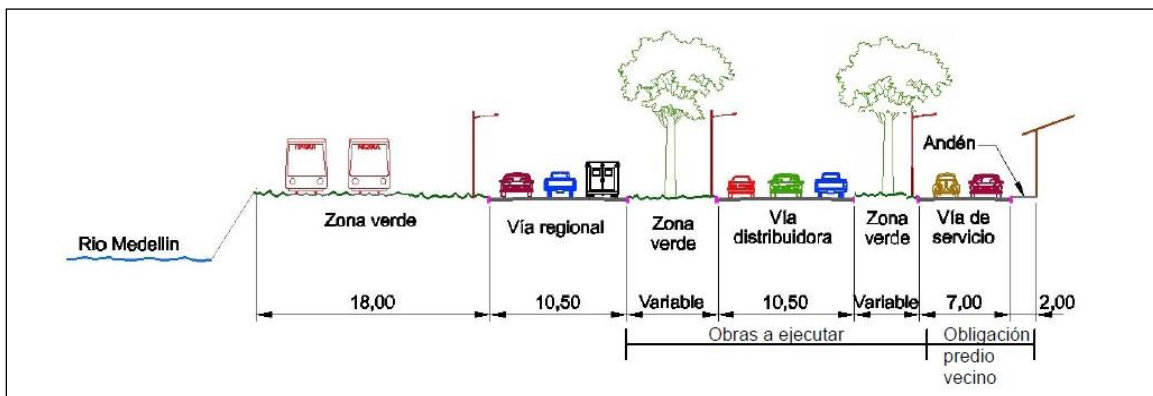 Andén
Zona verde
Vía regional
Zona
verde
Vía
distribuidora
Zona
verde
Vía de
servicio
Rio Medellin
18,00
10,50
Variable
10,50
Variable
7,00
2,00
Obras a ejecutar
Obligación
predio
vecino